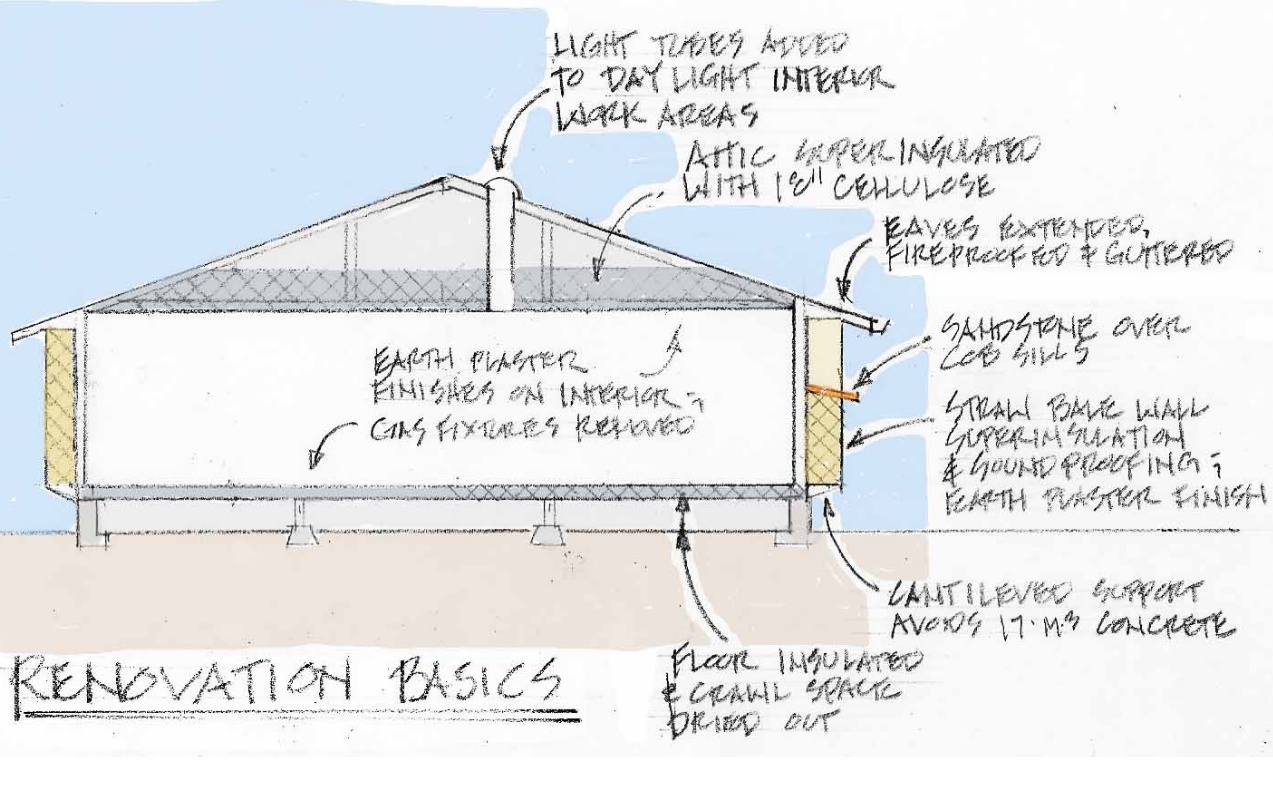 LIGHT TUBES ADDED
TO DAY LIGHT INTERIOR
WORK AREAS
ATTIC SUPERINSULATED
WITH 18" CELLULOSE
EAVES EXTENDED,
FIREPROOFED & GUTTERED
SANDSTONE OVER
COB SILLS
EARTH PLASTER
FINISHES ON INTERIOR;
GAS FIXTURES REMOVED
STRAW BALE WALL
SUPERINSULATION
& SOUNDPROOFING;
EARTH PLASTER FINISH
CANTILEVED SUPPORT
AVOIDS 17 M³ CONCRETE
FLOOR INSULATED
& CRAWL SPACE
DRIED OUT
RENOVATION BASICS